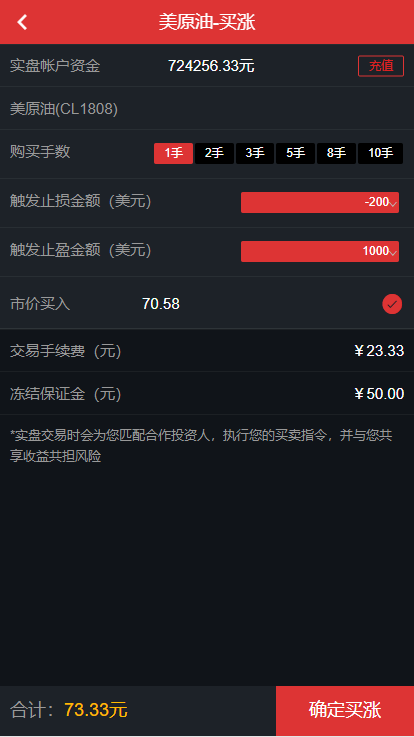 美原油-买涨
实盘帐户资金 724256.33元 充值
美原油(CL1808)
购买手数 1手 2手 3手 5手 8手 10手
触发止损金额（美元） -200
触发止盈金额（美元） 1000
市价买入 70.58
交易手续费（元） ￥23.33
冻结保证金（元） ￥50.00
*实盘交易时会为您匹配合作投资人，执行您的买卖指令，并与您共
享收益共担风险
合计：73.33元 确定买涨